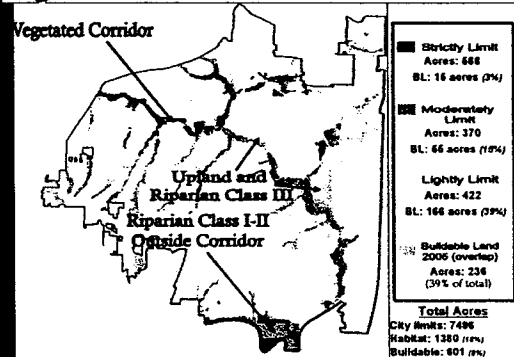 Vegetated Corridor
Upland and
Riparian Class III
Riparian Class I-II
Outside Corridor
Strictly Limit
Acres: 588
BL: 15 acres (3%)
Moderately
Limit
Acres: 370
BL: 55 acres (15%)
Lightly Limit
Acres: 422
BL: 166 acres (39%)
Buildable Land
2005 (overlap)
Acres: 236
(39% of total)
Total Acres
City limits: 7496
Habitat: 1380 (18%)
Buildable: 601 (8%)